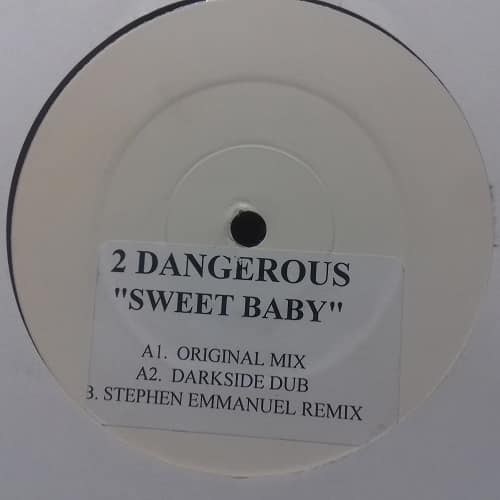 2 DANGEROUS
"SWEET BABY"
A1. ORIGINAL MIX
A2. DARKSIDE DUB
B. STEPHEN EMMANUEL REMIX